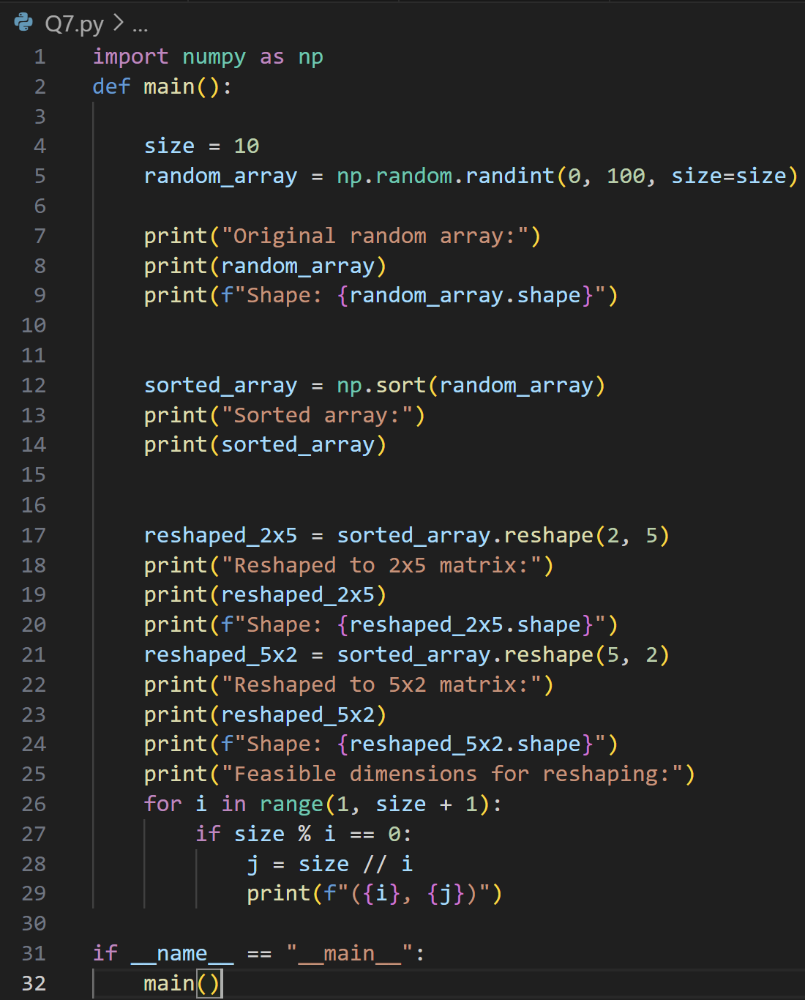 Q7.py > ...
1 import numpy as np
2 def main():
3
4     size = 10
5     random_array = np.random.randint(0, 100, size=size)
6
7     print("Original random array:")
8     print(random_array)
9     print(f"Shape: {random_array.shape}")
10
11
12     sorted_array = np.sort(random_array)
13     print("Sorted array:")
14     print(sorted_array)
15
16
17     reshaped_2x5 = sorted_array.reshape(2, 5)
18     print("Reshaped to 2x5 matrix:")
19     print(reshaped_2x5)
20     print(f"Shape: {reshaped_2x5.shape}")
21     reshaped_5x2 = sorted_array.reshape(5, 2)
22     print("Reshaped to 5x2 matrix:")
23     print(reshaped_5x2)
24     print(f"Shape: {reshaped_5x2.shape}")
25     print("Feasible dimensions for reshaping:")
26     for i in range(1, size + 1):
27         if size % i == 0:
28             j = size // i
29             print(f"({i}, {j})")
30
31 if __name__ == "__main__":
32     main()